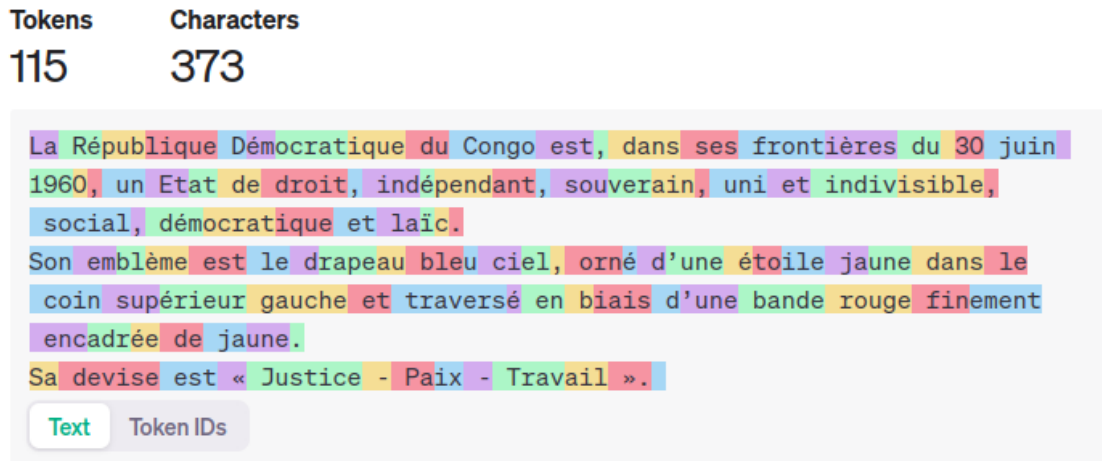 Tokens Characters
115 373
La République Démocratique du Congo est, dans ses frontières du 30 juin
1960, un Etat de droit, indépendant, souverain, uni et indivisible,
social, démocratique et laïc.
Son emblème est le drapeau bleu ciel, orné d’une étoile jaune dans le
coin supérieur gauche et traversé en biais d’une bande rouge finement
encadrée de jaune.
Sa devise est « Justice - Paix - Travail ».
Text Token IDs